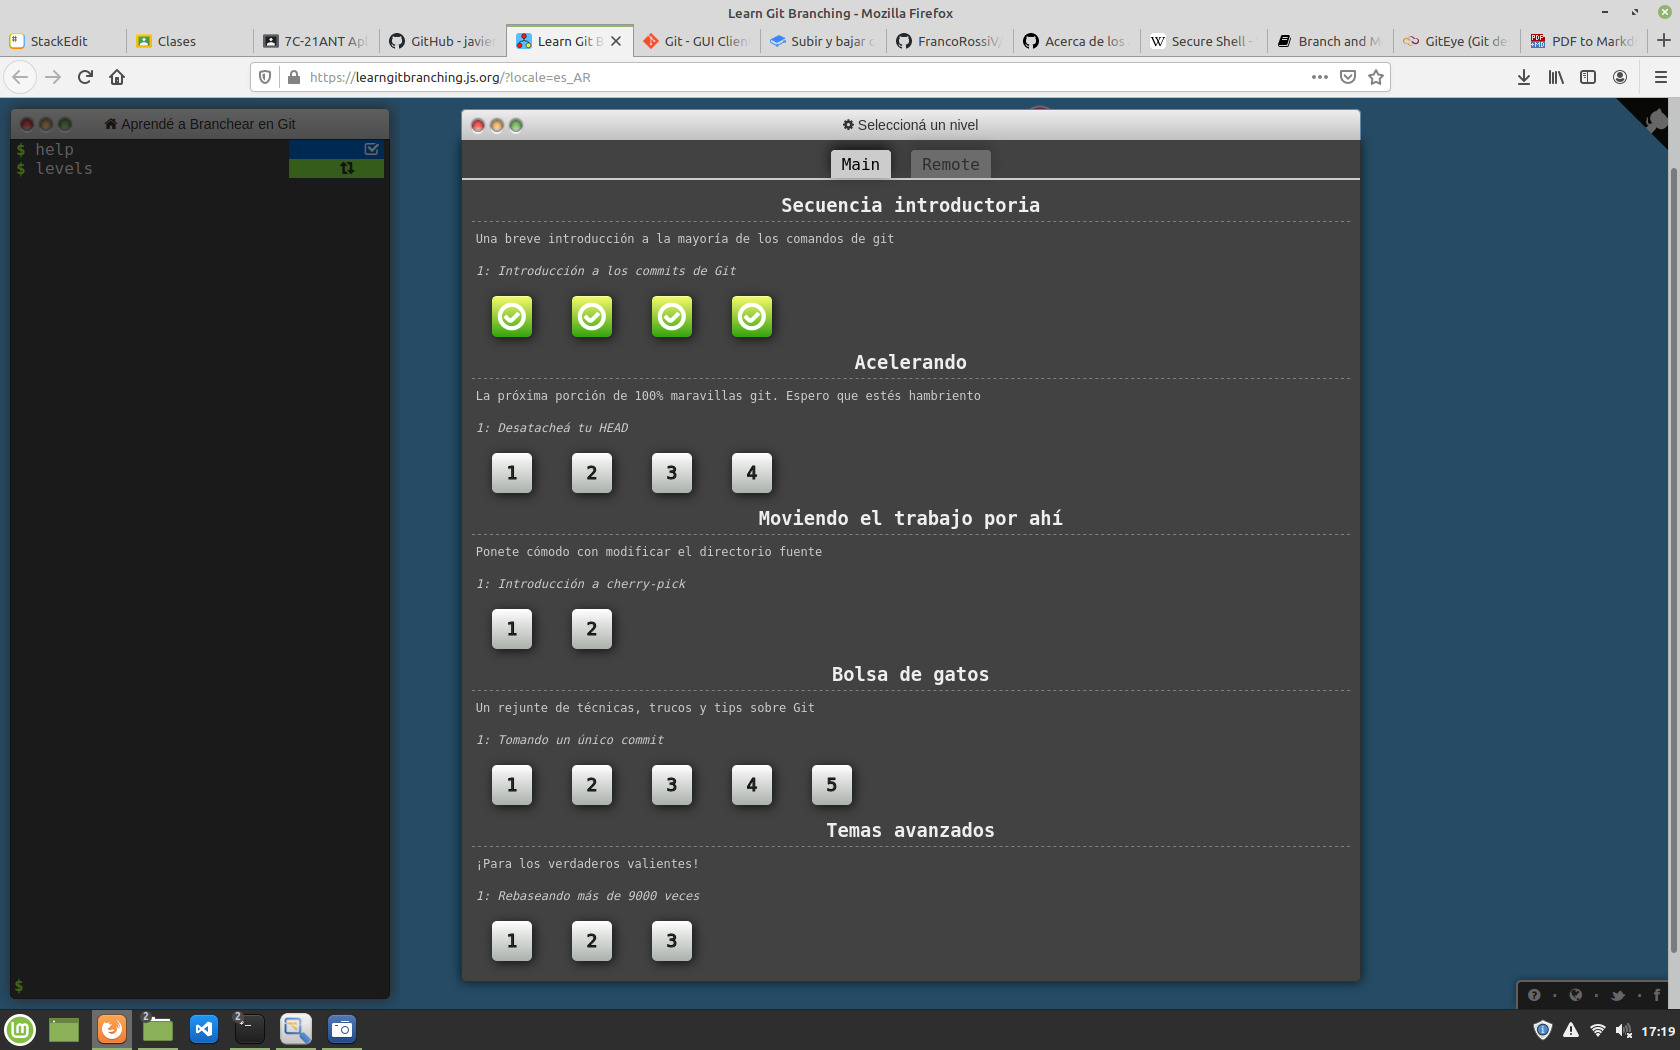 Learn Git Branching - Mozilla Firefox
StackEdit
Clases
7C-21ANT Apl
GitHub - javie
Learn Git B
Git - GUI Clien
Subir y bajar c
FrancoRossiV/
Acerca de los
Secure Shell -
Branch and M
GitEye (Git de
PDF to Markd
https://learngitbranching.js.org/?locale=es_AR
Aprendé a Branchear en Git
$ help
$ levels
$
Seleccioná un nivel
Main Remote
Secuencia introductoria
Una breve introducción a la mayoría de los comandos de git
1: Introducción a los commits de Git
Acelerando
La próxima porción de 100% maravillas git. Espero que estés hambriento
1: Desatacheá tu HEAD
1 2 3 4
Moviendo el trabajo por ahí
Ponete cómodo con modificar el directorio fuente
1: Introducción a cherry-pick
1 2
Bolsa de gatos
Un rejunte de técnicas, trucos y tips sobre Git
1: Tomando un único commit
1 2 3 4 5
Temas avanzados
¡Para los verdaderos valientes!
1: Rebaseando más de 9000 veces
1 2 3
2
2
17:19